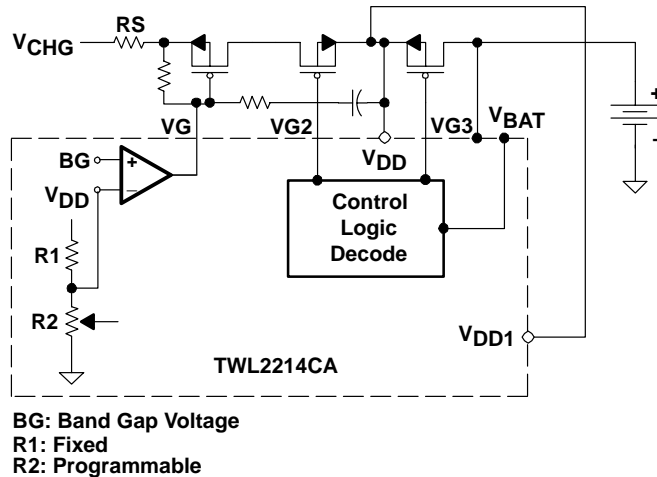 RS
VCHG
VG
VG2
VG3
VBAT
+
−
VDD
BG
+
VDD
−
Control
Logic
Decode
R1
R2
VDD1
TWL2214CA
BG: Band Gap Voltage
R1: Fixed
R2: Programmable